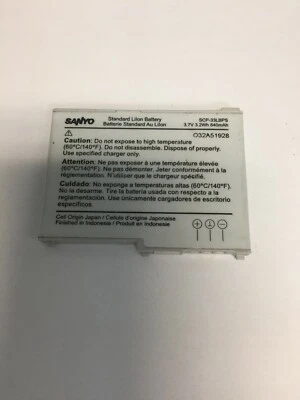 SANYO
Standard LiIon Battery
Batterie Standard Au LiIon
SCP-35LBPS
3.7V 3.2Wh 840mAh
O32A51928
Caution: Do not expose to high temperature
(60°C/140°F). Do not disassemble. Dispose of properly.
Use specified charger only.
Attention: Ne pas exposer à une température élevée
(60°C/140°F). Ne pas démonter. Jeter conformément à la
réglementation. N'utiliser que le chargeur spécifié.
Cuidado: No exponga a temperaturas altas (60°C/140°F).
No la desarme. Tire la batería usada con respeto a la
reglamentación. Use únicamente cargadores de escritos
Cell Origin Japan / Cellule d'origine Japonaise
Finished in Indonesia / Produit en Indonesie
+ | -